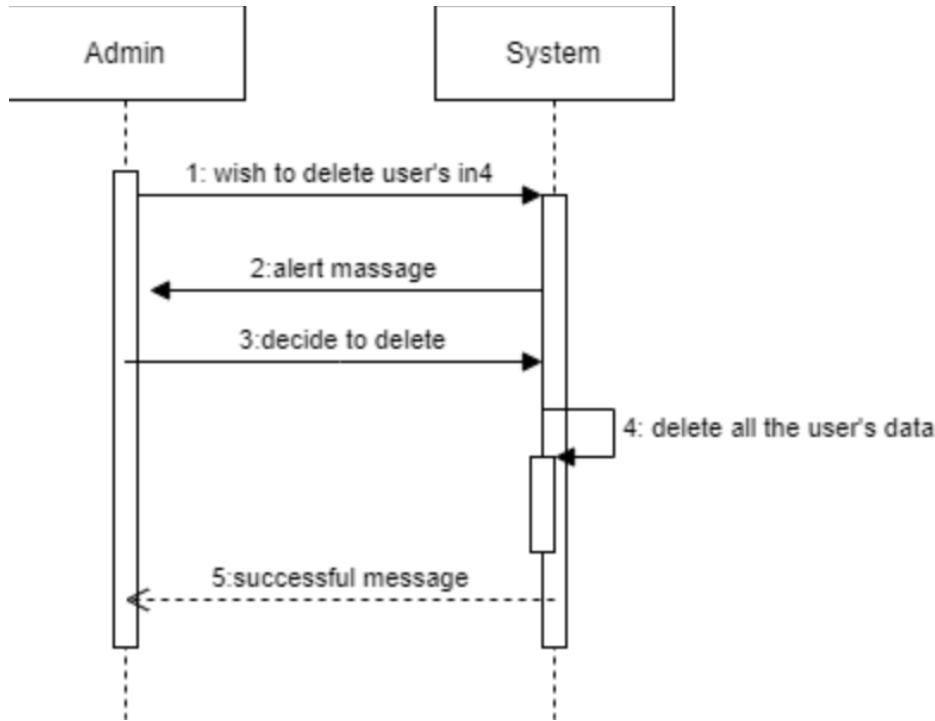 Admin
System
1: wish to delete user's in4
2:alert massage
3:decide to delete
4: delete all the user's data
5:successful message